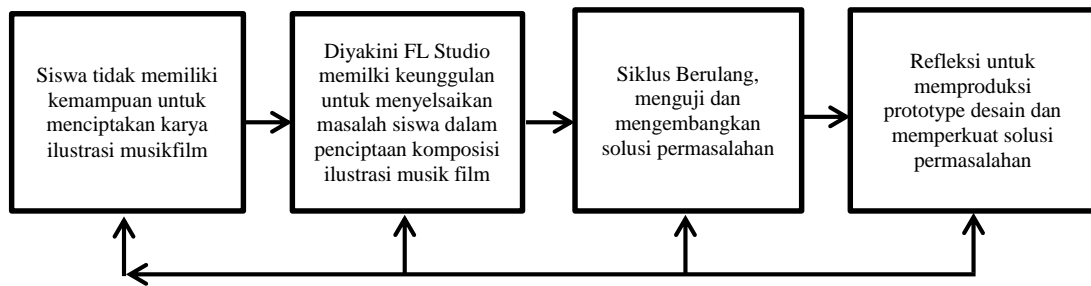 Siswa tidak memiliki
kemampuan untuk
menciptakan karya
ilustrasi musikfilm
Diyakini FL Studio
memilki keunggulan
untuk menyelsaikan
masalah siswa dalam
penciptaan komposisi
ilustrasi musik film
Siklus Berulang,
menguji dan
mengembangkan
solusi permasalahan
Refleksi untuk
memproduksi
prototype desain dan
memperkuat solusi
permasalahan